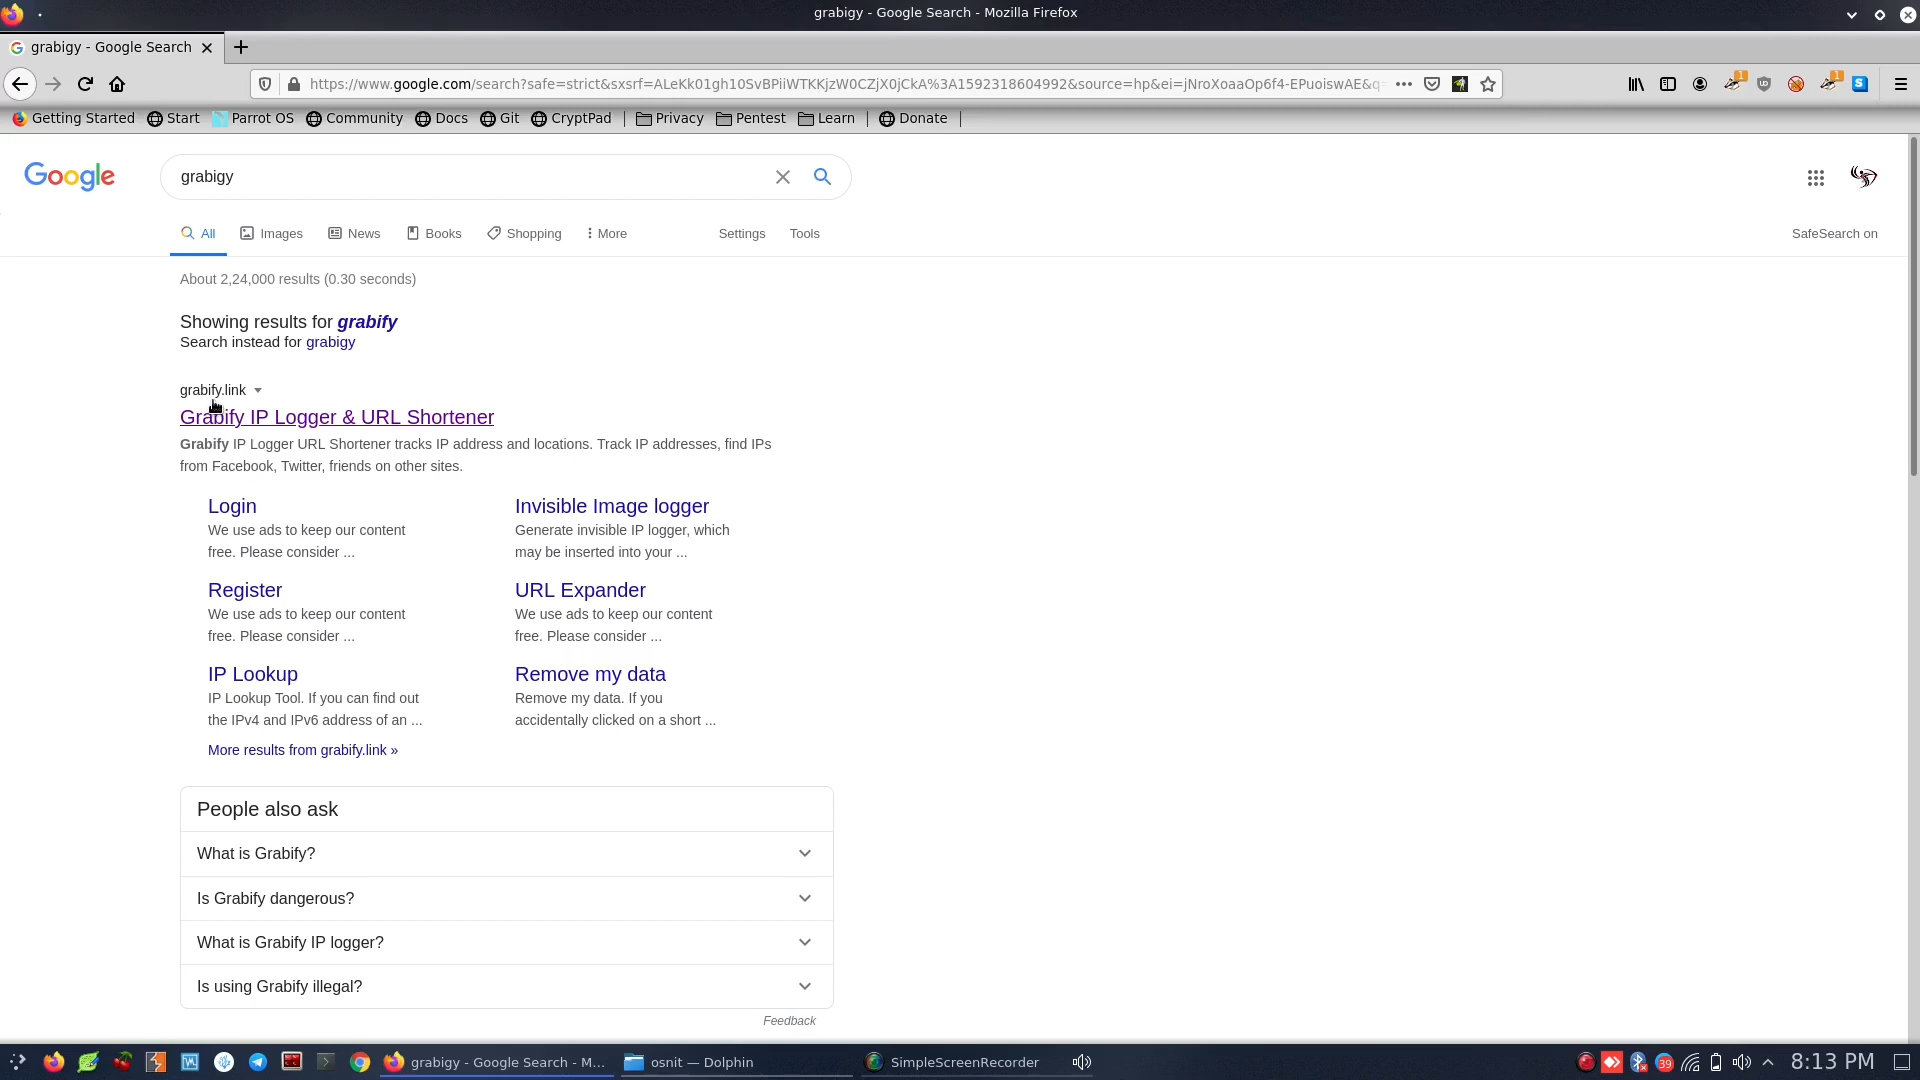 grabigy - Google Search - Mozilla Firefox
grabigy - Google Search
https://www.google.com/search?safe=strict&sxsrf=ALeKk01gh10SvBPiiWTKKjzW0CZjX0jCkA%3A1592318604992&source=hp&ei=jNroXoaaOp6f4-EPuoiswAE&q=
Getting Started Start Parrot OS Community Docs Git CryptPad Privacy Pentest Learn Donate
Google
grabigy
All Images News Books Shopping More Settings Tools SafeSearch on
About 2,24,000 results (0.30 seconds)
Showing results for grabify
Search instead for grabigy
grabify.link
Grabify IP Logger & URL Shortener
Grabify IP Logger URL Shortener tracks IP address and locations. Track IP addresses, find IPs
from Facebook, Twitter, friends on other sites.
Login
We use ads to keep our content
free. Please consider ...
Invisible Image logger
Generate invisible IP logger, which
may be inserted into your ...
Register
We use ads to keep our content
free. Please consider ...
URL Expander
We use ads to keep our content
free. Please consider ...
IP Lookup
IP Lookup Tool. If you can find out
the IPv4 and IPv6 address of an ...
Remove my data
Remove my data. If you
accidentally clicked on a short ...
More results from grabify.link »
People also ask
What is Grabify?
Is Grabify dangerous?
What is Grabify IP logger?
Is using Grabify illegal?
Feedback
grabigy - Google Search - M... osnit — Dolphin SimpleScreenRecorder 39 8:13 PM